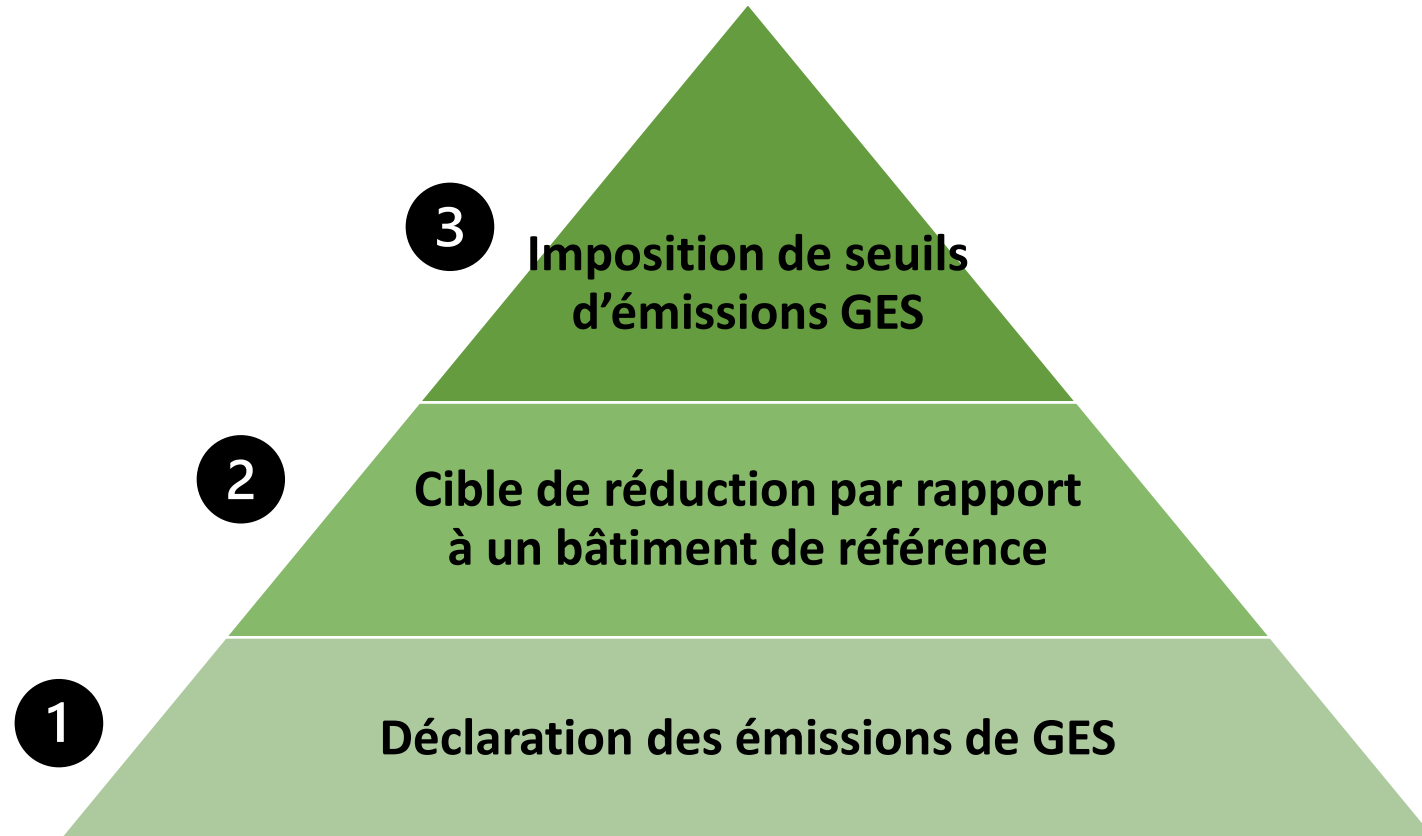 3
Imposition de seuils
d’émissions GES
2
Cible de réduction par rapport
à un bâtiment de référence
1
Déclaration des émissions de GES